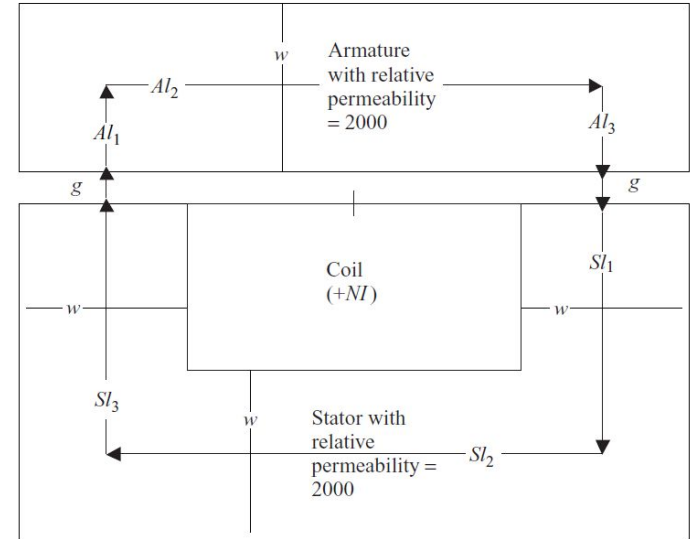 w
Armature
with relative
permeability
= 2000
Al₂
Al₁
Al₃
g
g
Coil
(+NI)
Sl₁
w
w
Sl₃
w
Stator with
relative
permeability =
2000
Sl₂